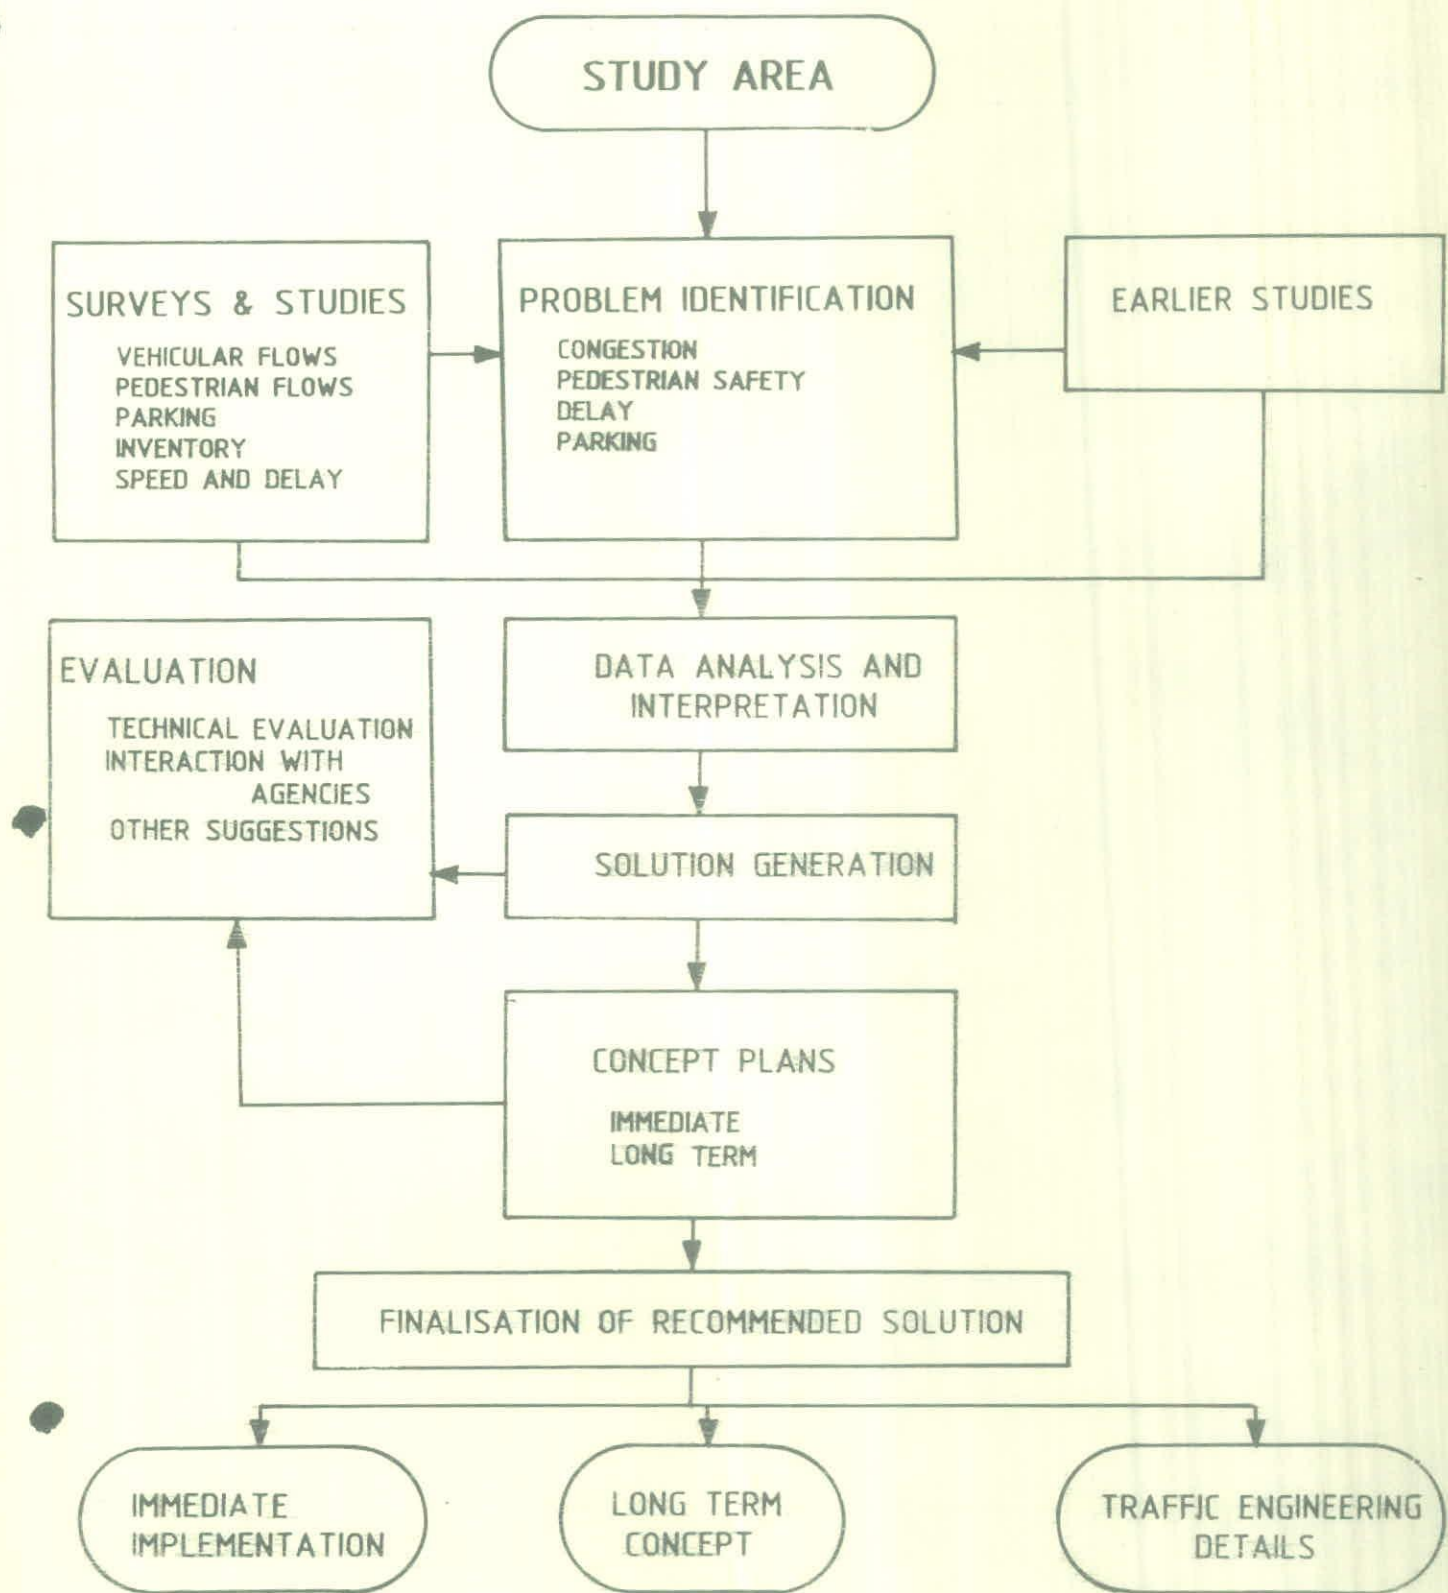 STUDY AREA
SURVEYS & STUDIES
VEHICULAR FLOWS
PEDESTRIAN FLOWS
PARKING
INVENTORY
SPEED AND DELAY
PROBLEM IDENTIFICATION
CONGESTION
PEDESTRIAN SAFETY
DELAY
PARKING
EARLIER STUDIES
EVALUATION
TECHNICAL EVALUATION
INTERACTION WITH
AGENCIES
OTHER SUGGESTIONS
DATA ANALYSIS AND
INTERPRETATION
SOLUTION GENERATION
CONCEPT PLANS
IMMEDIATE
LONG TERM
FINALISATION OF RECOMMENDED SOLUTION
IMMEDIATE
IMPLEMENTATION
LONG TERM
CONCEPT
TRAFFIC ENGINEERING
DETAILS